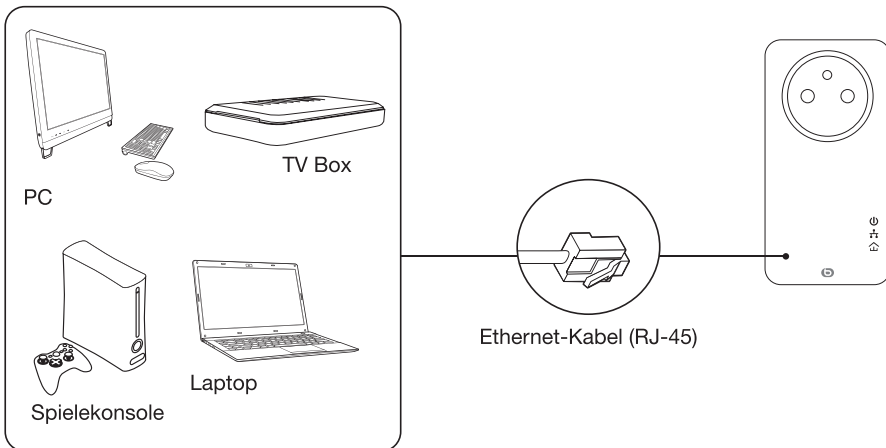 PC
TV Box
Spielekonsole
Laptop
Ethernet-Kabel (RJ-45)